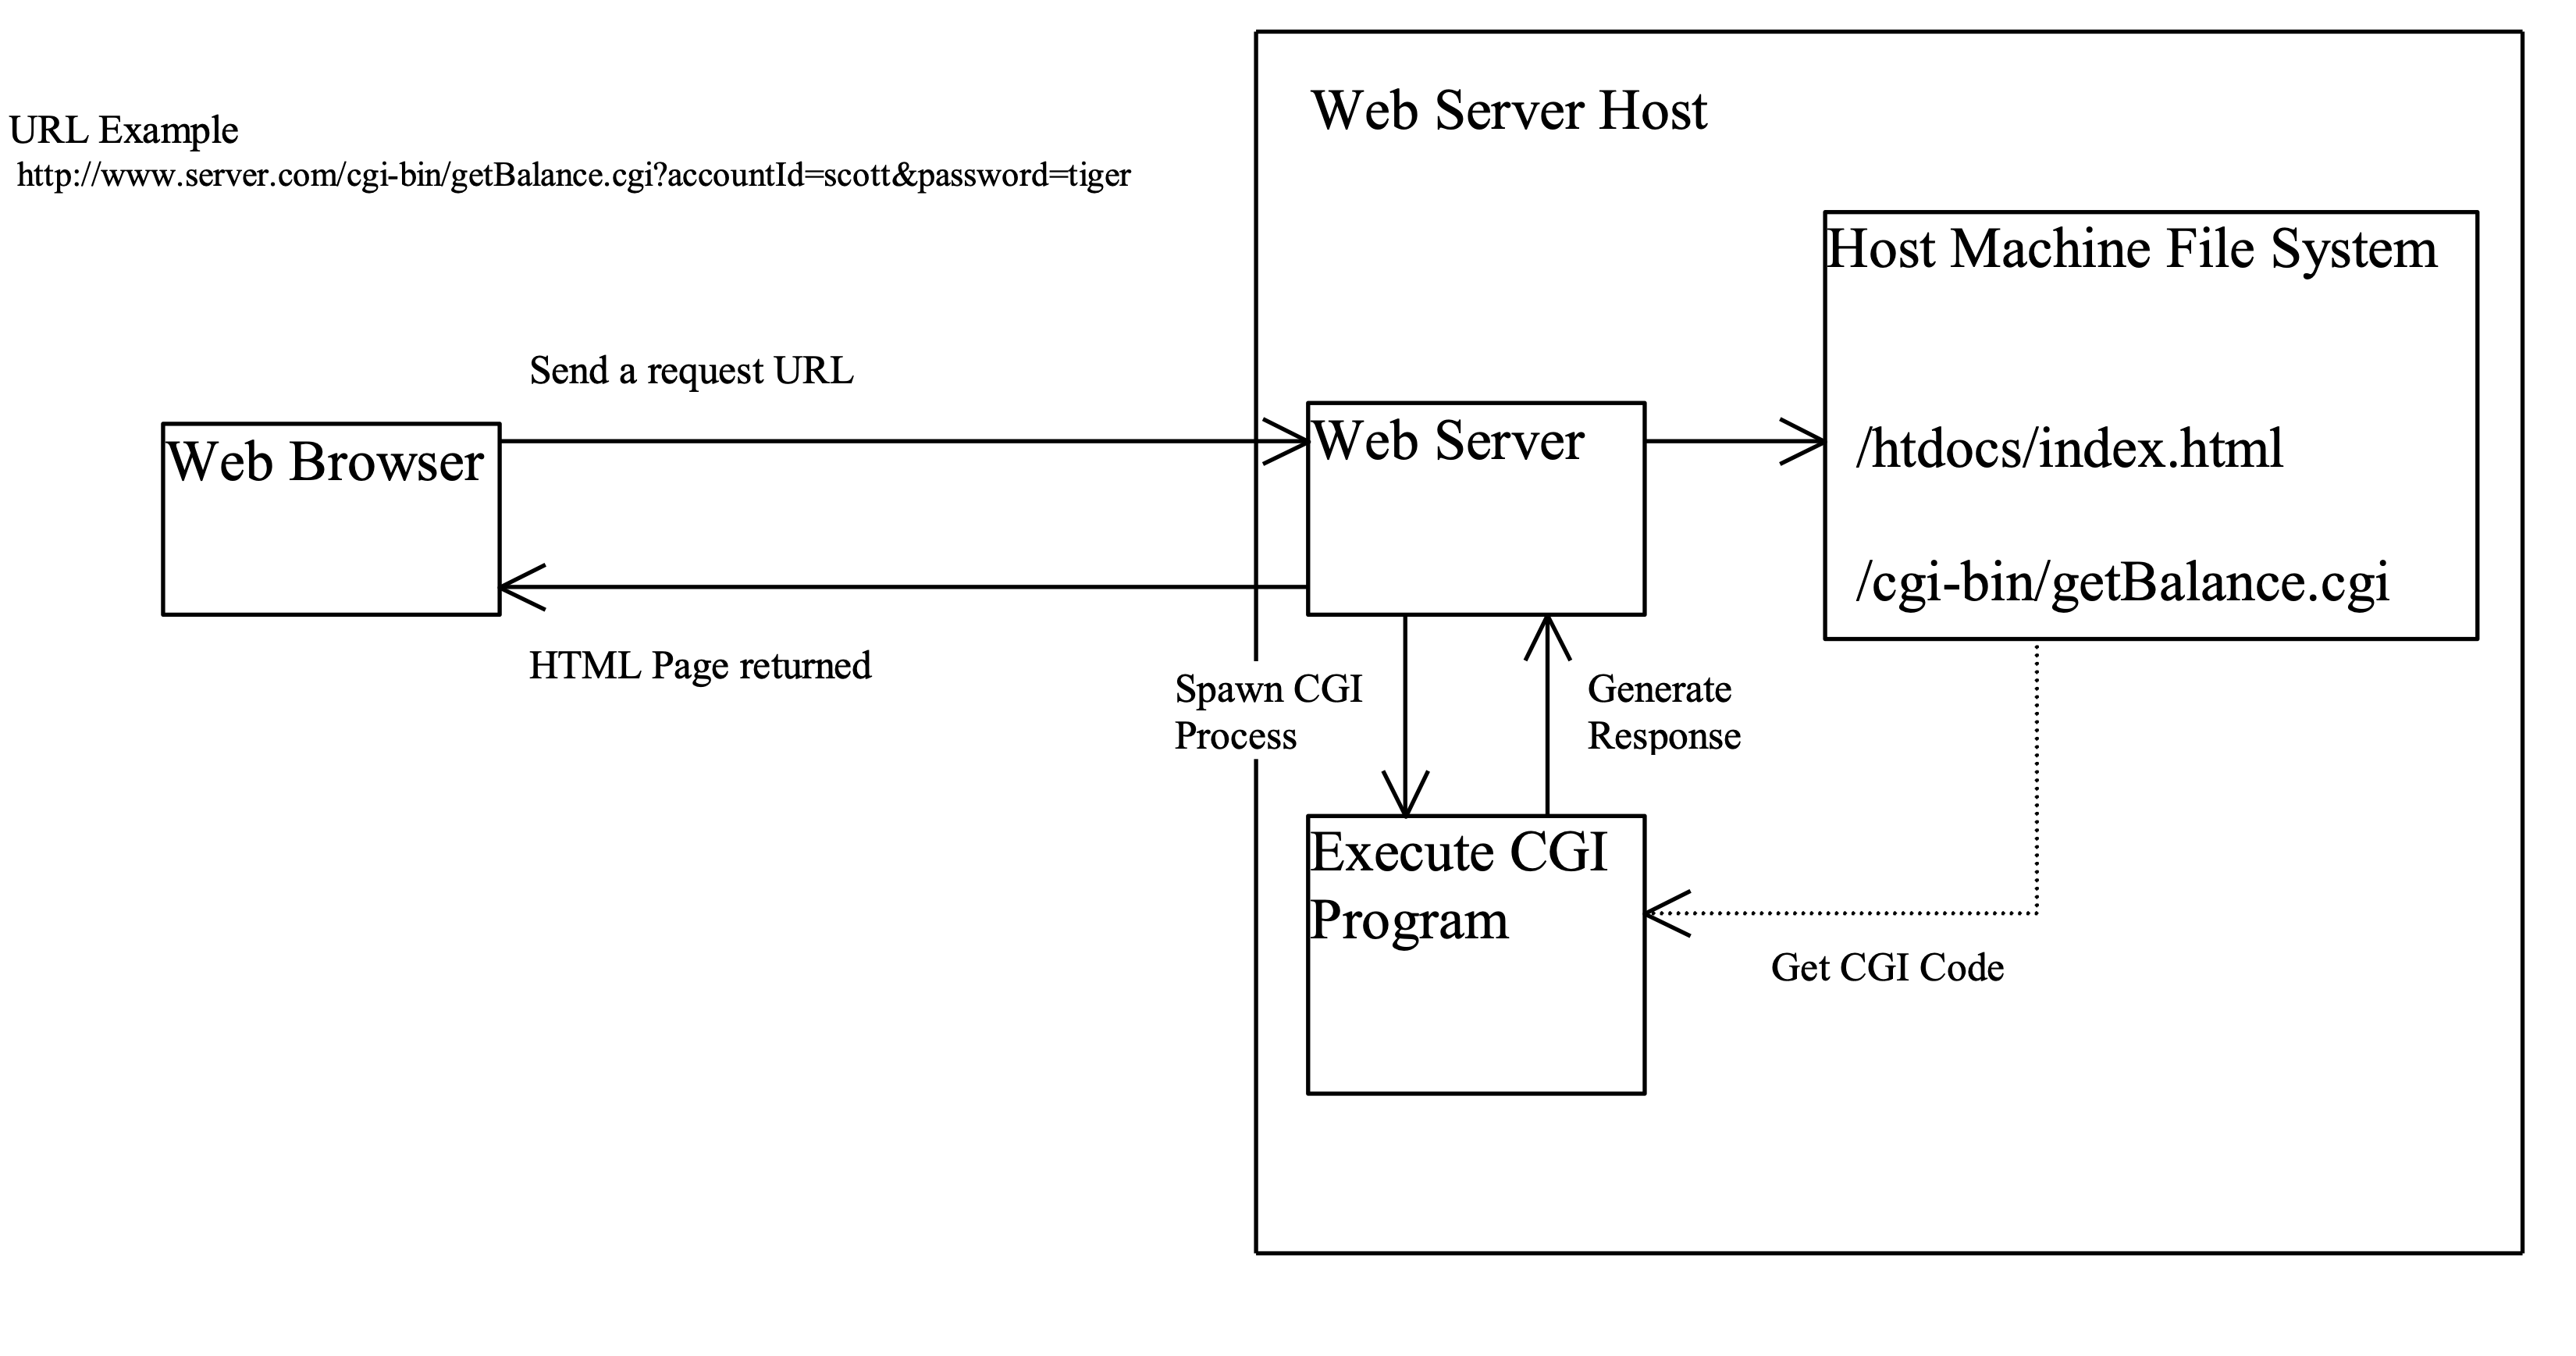 URL Example
http://www.server.com/cgi-bin/getBalance.cgi?accountId=scott&password=tiger
Web Server Host
Host Machine File System
/htdocs/index.html
/cgi-bin/getBalance.cgi
Send a request URL
Web Browser
Web Server
HTML Page returned
Spawn CGI
Process
Generate
Response
Execute CGI
Program
Get CGI Code